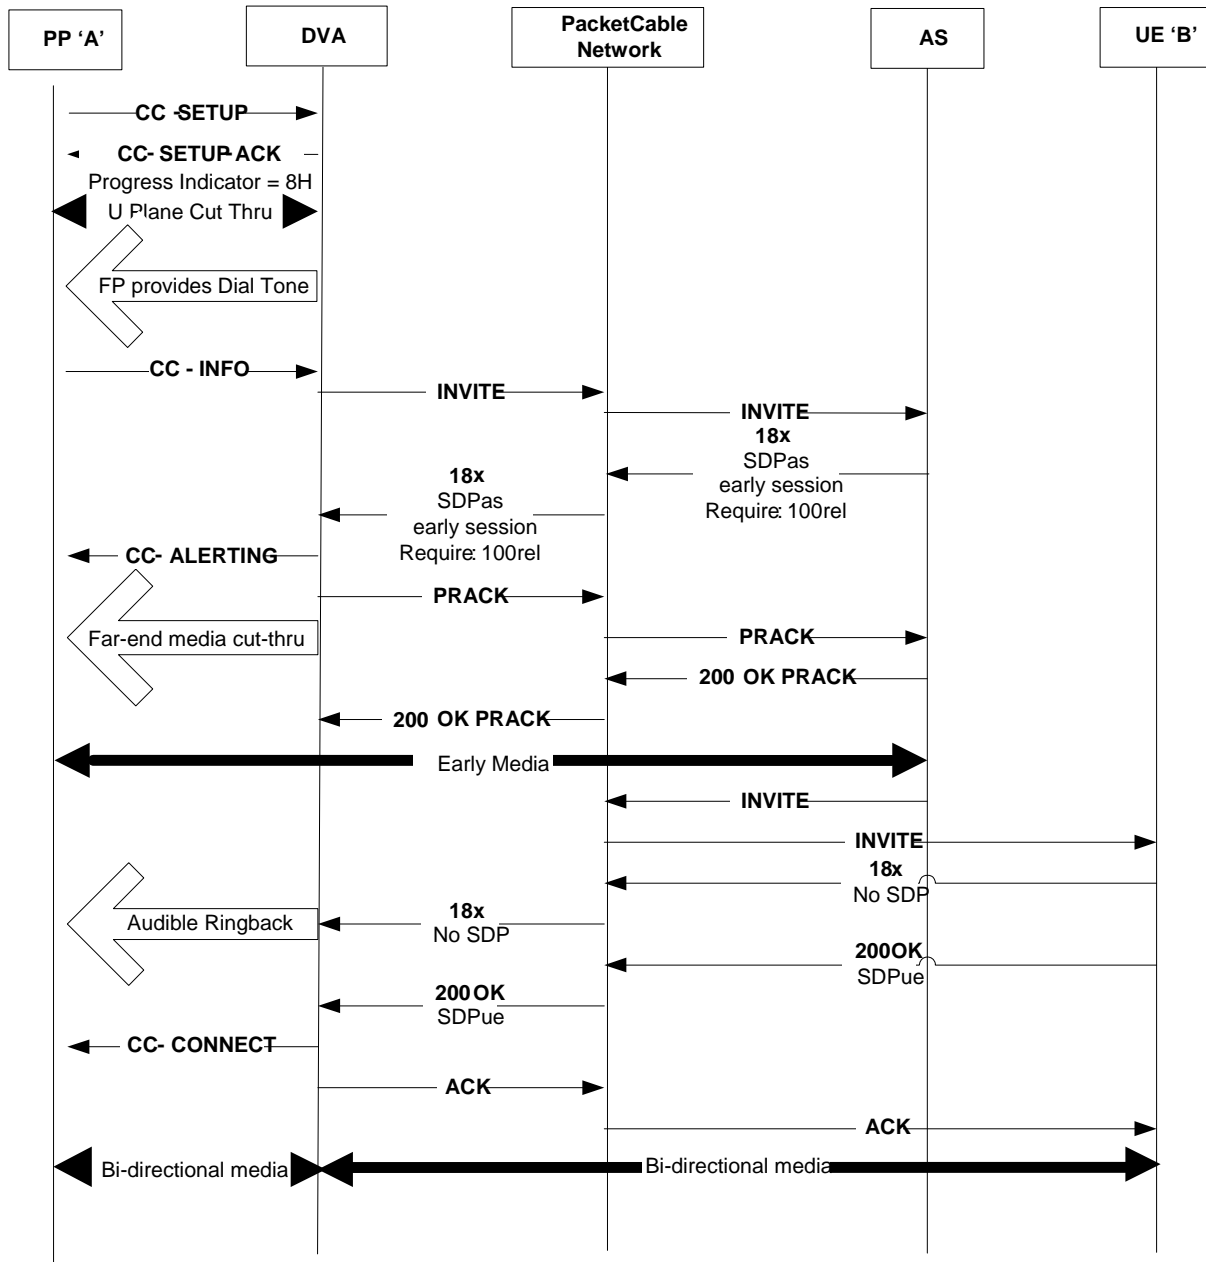 PP ‘A’
DVA
PacketCable
Network
AS
UE ‘B’
CC -SETUP
CC- SETUP-ACK
Progress Indicator = 8H
U Plane Cut Thru
FP provides Dial Tone
CC - INFO
INVITE
INVITE
18x
SDPas
early session
Require: 100rel
18x
SDPas
early session
Require: 100rel
CC- ALERTING
PRACK
Far-end media cut-thru
PRACK
200 OK PRACK
200 OK PRACK
Early Media
INVITE
INVITE
18x
No SDP
Audible Ringback
18x
No SDP
200OK
SDPue
200OK
SDPue
CC- CONNECT
ACK
ACK
Bi-directional media
Bi-directional media